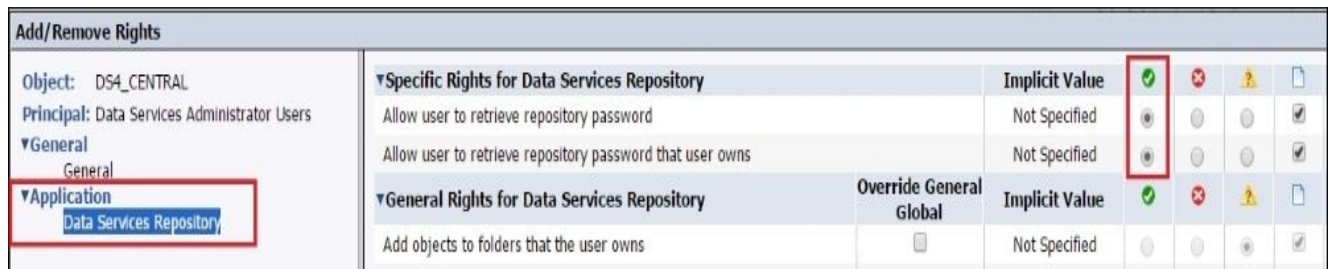 Add/Remove Rights
Object: DS4_CENTRAL
Principal: Data Services Administrator Users
▼General
General
▼Application
Data Services Repository
▼Specific Rights for Data Services Repository Implicit Value
Allow user to retrieve repository password Not Specified
Allow user to retrieve repository password that user owns Not Specified
▼General Rights for Data Services Repository Override General Global Implicit Value
Add objects to folders that the user owns Not Specified